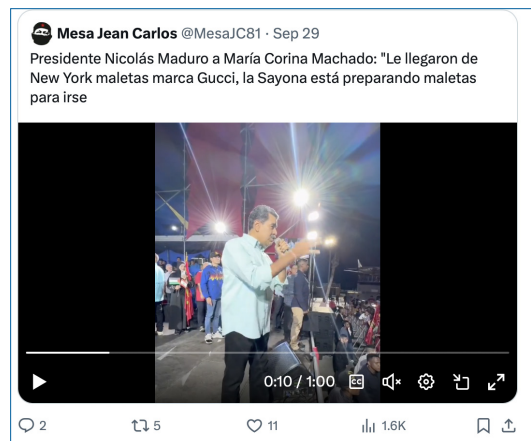 Mesa Jean Carlos @MesaJC81 · Sep 29
Presidente Nicolás Maduro a María Corina Machado: "Le llegaron de
New York maletas marca Gucci, la Sayona está preparando maletas
para irse
0:10 / 1:00 CC
2 5 11 1.6K